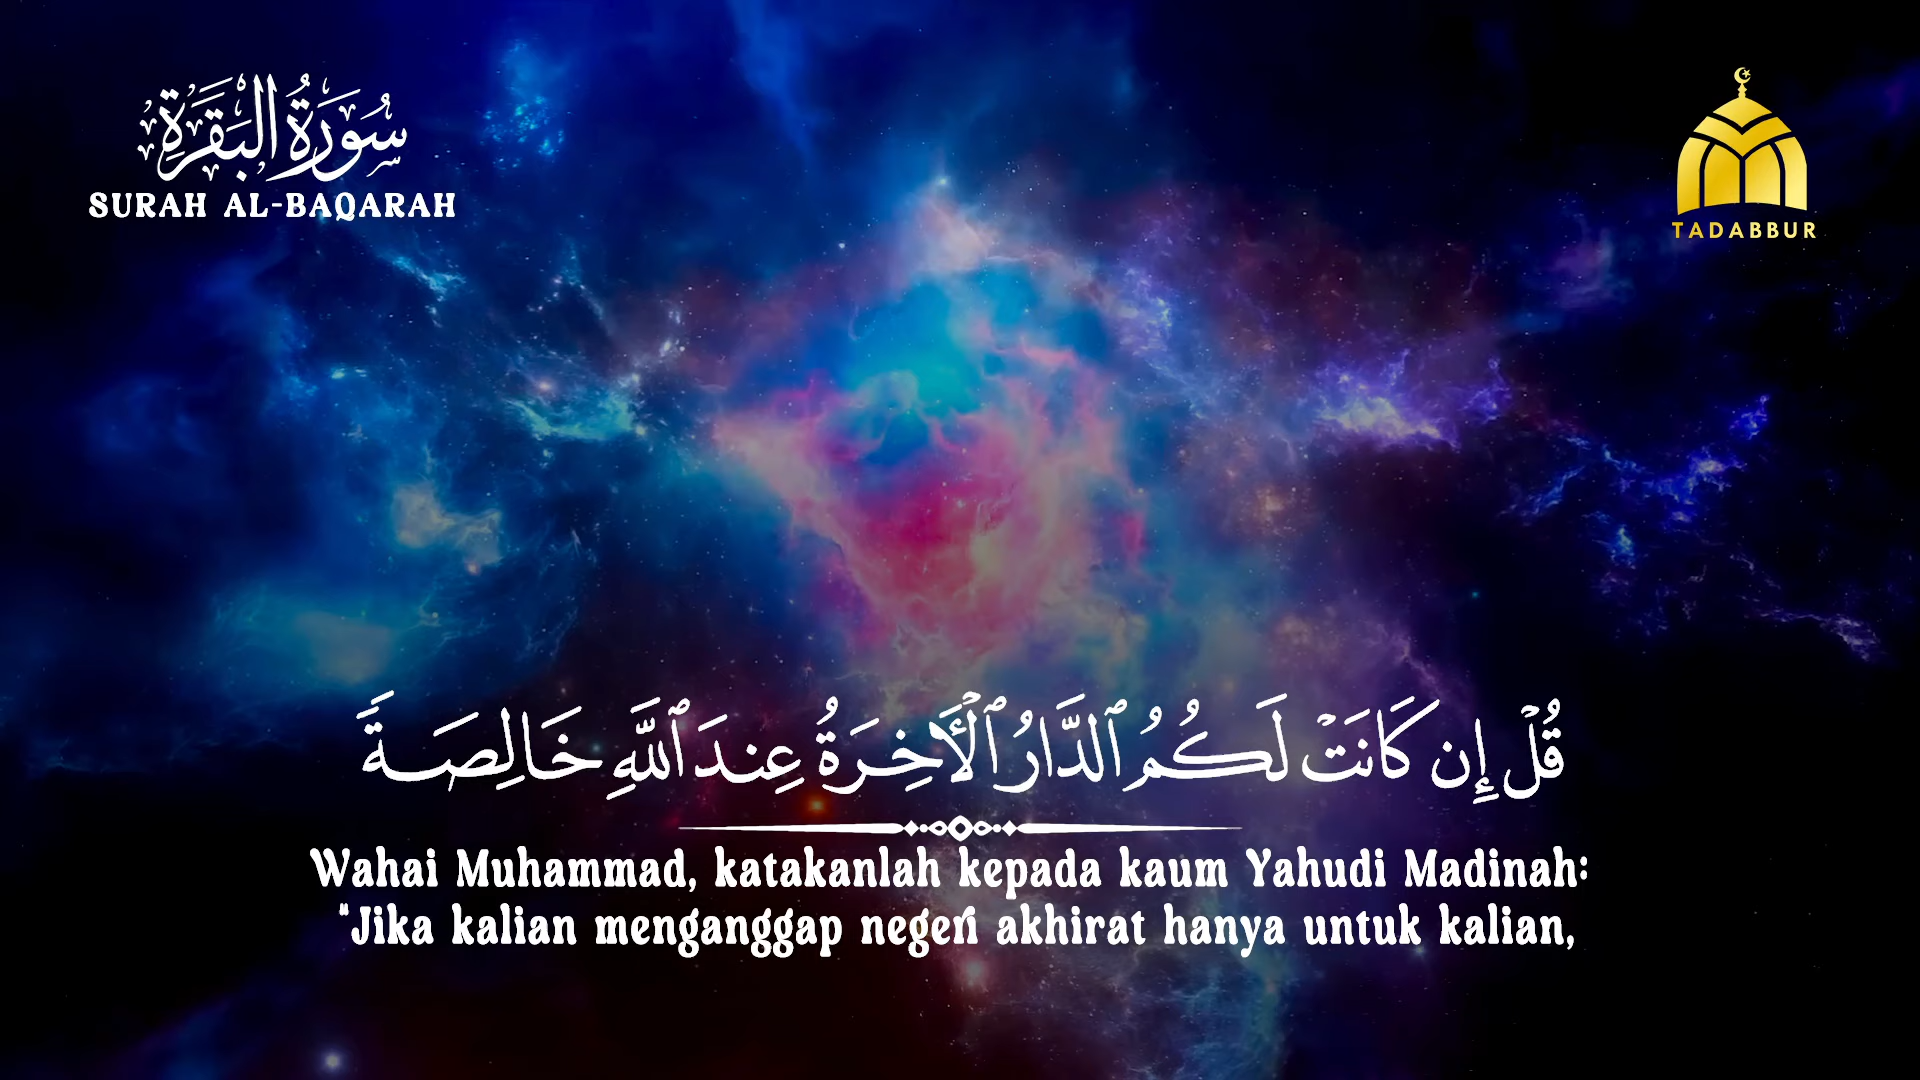 سُورَةُ الْبَقَرَةِ
SURAH AL-BAQARAH
TADABBUR
قُلْ إِن كَانَتْ لَكُمُ ٱلدَّارُ ٱلْأَخِرَةُ عِندَ ٱللَّهِ خَالِصَةً
Wahai Muhammad, katakanlah kepada kaum Yahudi Madinah:
"Jika kalian menganggap negeri akhirat hanya untuk kalian,